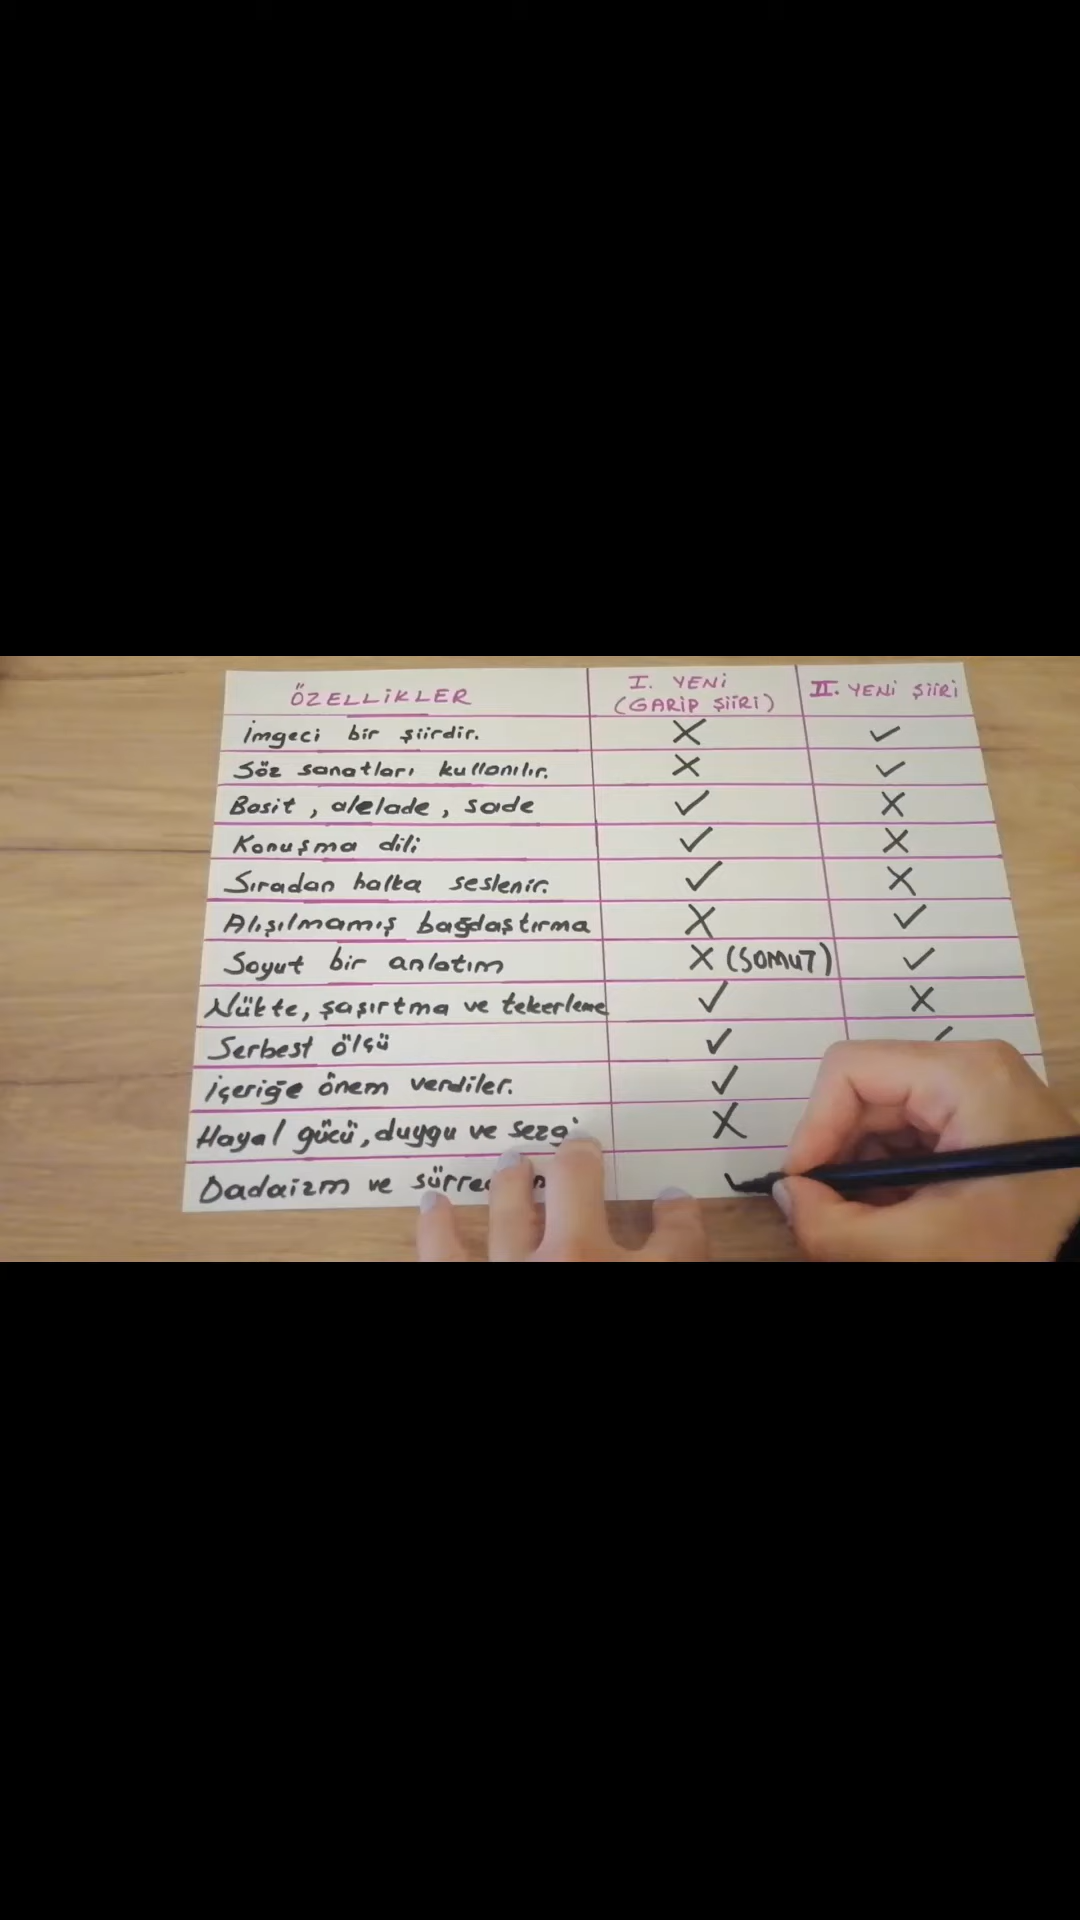 ÖZELLİKLER I. YENİ (GARİP ŞİİRİ) II. YENİ ŞİİRİ
İmgeci bir şiirdir. X ✓
Söz sanatları kullanılır. X ✓
Basit, alelade, sade ✓ X
Konuşma dili ✓ X
Sıradan halka seslenir. ✓ X
Alışılmamış bağdaştırma X ✓
Soyut bir anlatım X (SOMUT) ✓
Nükte, şaşırtma ve tekerleme ✓ X
Serbest ölçü ✓ ✓
İçeriğe önem verdiler. ✓
Hayal gücü, duygu ve sezgi X
Dadaizm ve